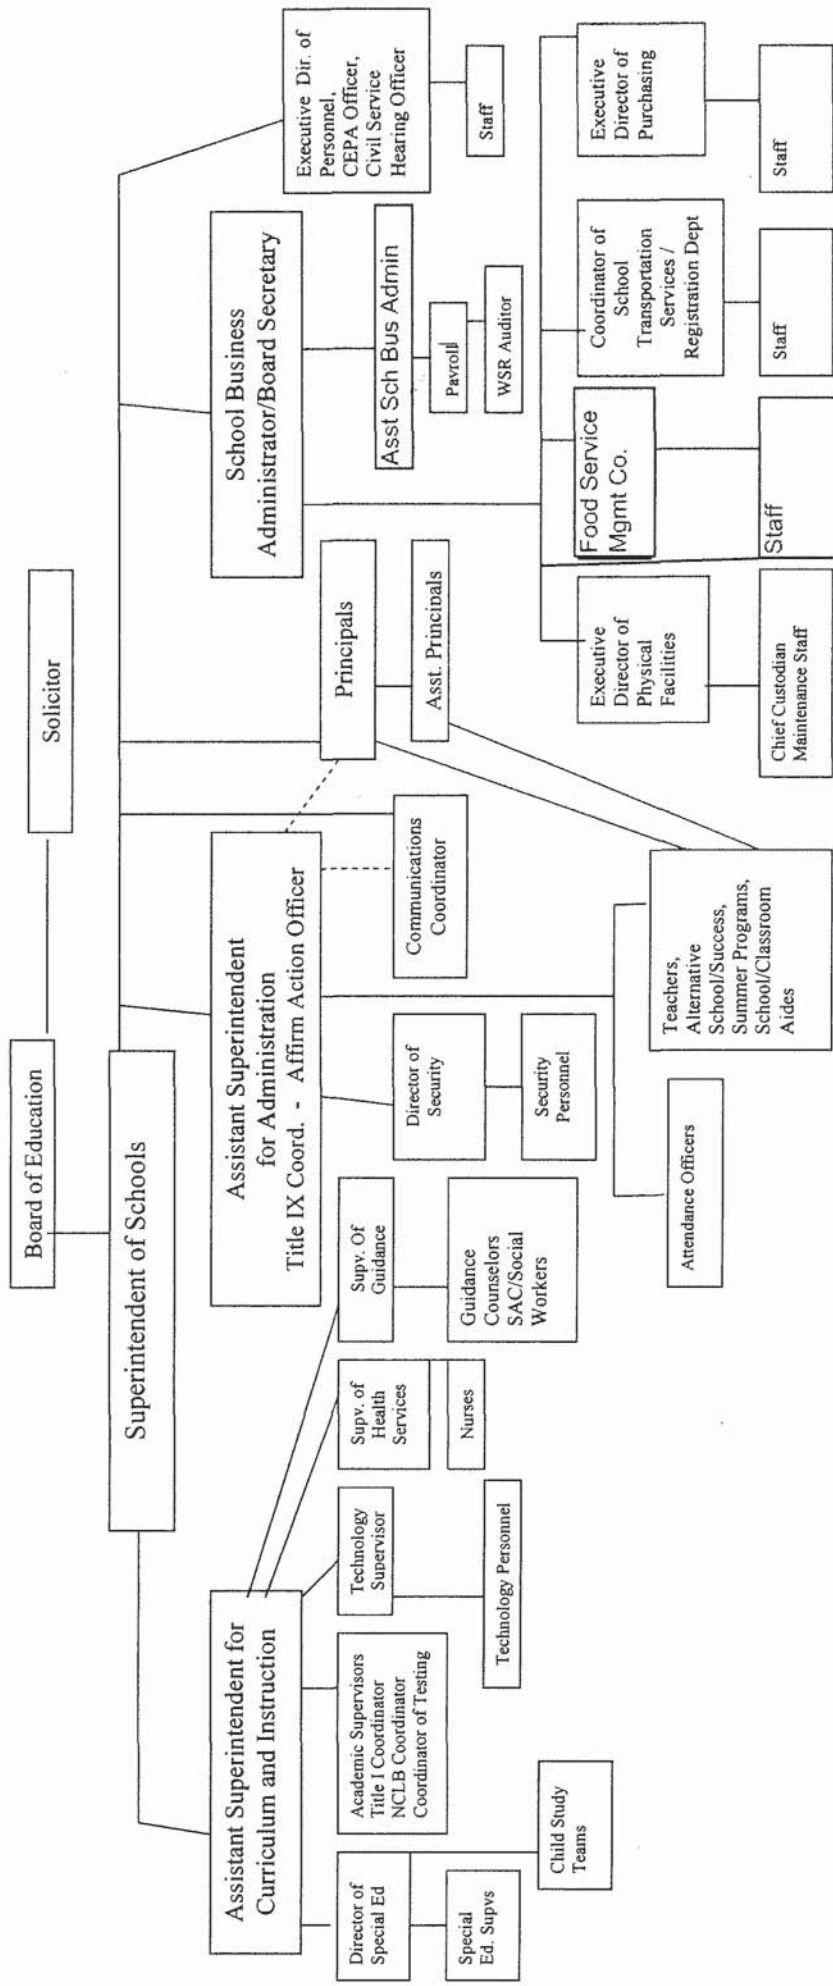 Board of Education
Solicitor
Superintendent of Schools
Assistant Superintendent for
Curriculum and Instruction
Assistant Superintendent
for Administration
Title IX Coord. - Affirm Action Officer
School Business
Administrator/Board Secretary
Executive Dir. of
Personnel,
CEPA Officer,
Civil Service
Hearing Officer
Staff
Director of
Special Ed
Special
Ed. Supvs
Child Study
Teams
Academic Supervisors
Title I Coordinator
NCLB Coordinator
Coordinator of Testing
Technology
Supervisor
Technology Personnel
Supv. of
Health
Services
Nurses
Supv. Of
Guidance
Guidance
Counselors
SAC/Social
Workers
Director of
Security
Security
Personnel
Communications
Coordinator
Principals
Asst. Principals
Attendance Officers
Teachers,
Alternative
School/Success,
Summer Programs,
School/Classroom
Aides
Asst Sch Bus Admin
Payroll
WSR Auditor
Executive
Director of
Physical
Facilities
Chief Custodian
Maintenance Staff
Food Service
Mgmt Co.
Staff
Coordinator of
School
Transportation
Services /
Registration Dept
Staff
Executive
Director of
Purchasing
Staff